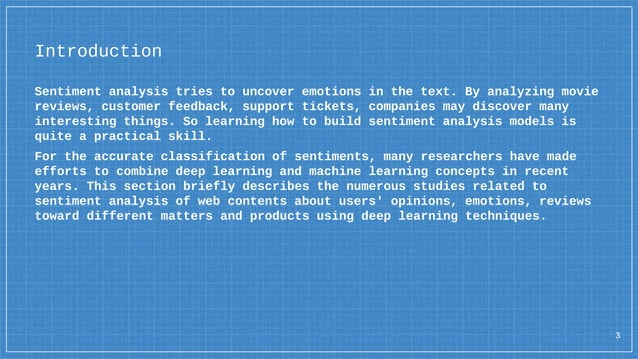 Introduction
Sentiment analysis tries to uncover emotions in the text. By analyzing movie
reviews, customer feedback, support tickets, companies may discover many
interesting things. So learning how to build sentiment analysis models is
quite a practical skill.
For the accurate classification of sentiments, many researchers have made
efforts to combine deep learning and machine learning concepts in recent
years. This section briefly describes the numerous studies related to
sentiment analysis of web contents about users' opinions, emotions, reviews
toward different matters and products using deep learning techniques.
3